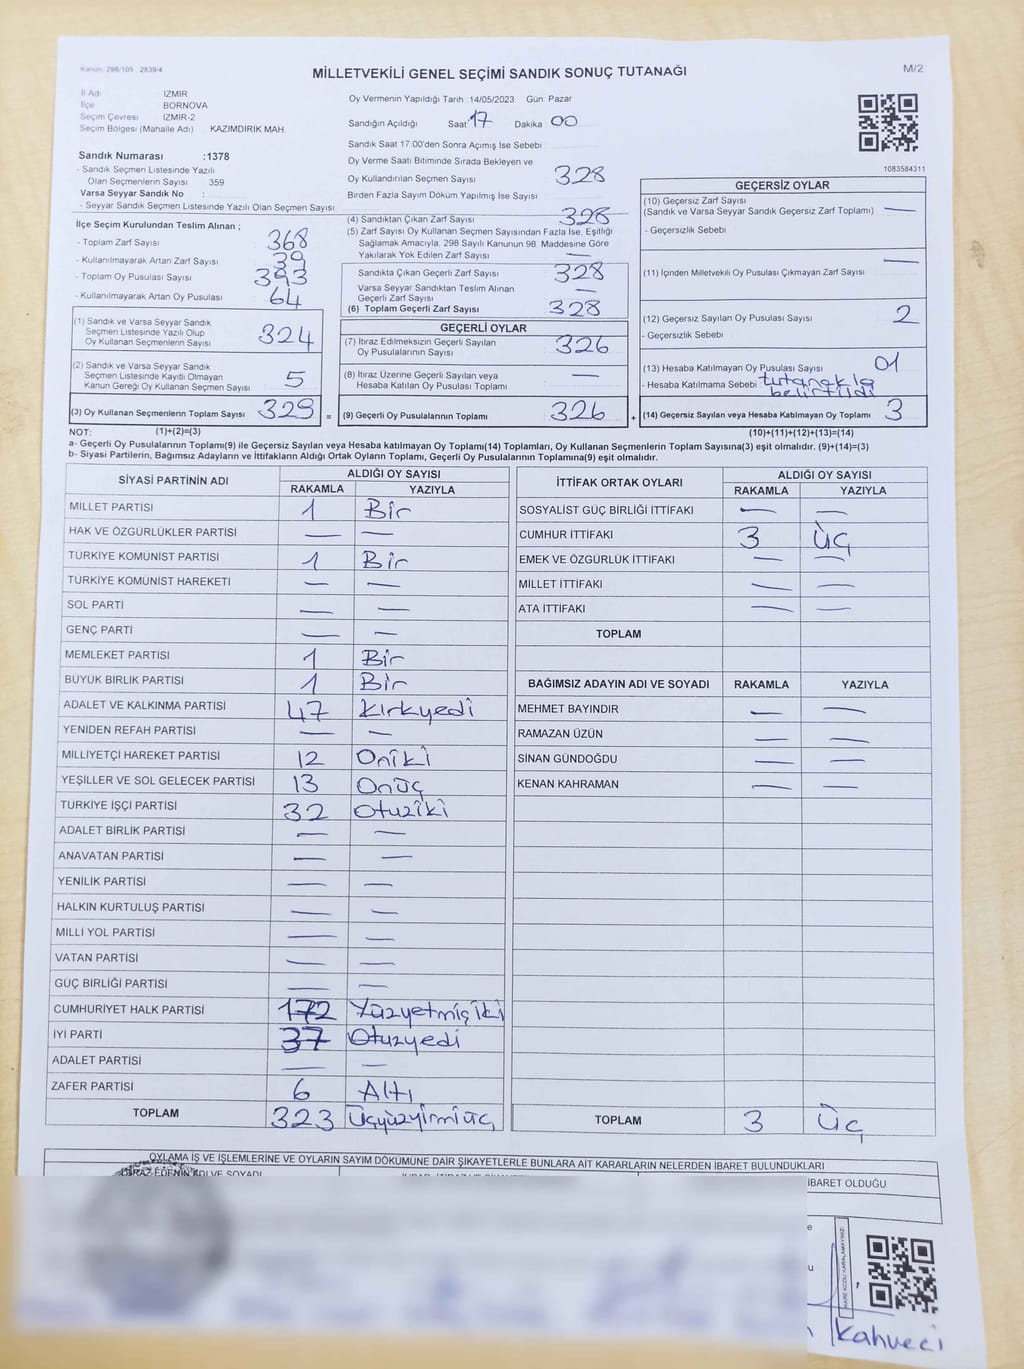 Kanun: 298/105 , 2839/4
MİLLETVEKİLİ GENEL SEÇİMİ SANDIK SONUÇ TUTANAĞI
M/2
İl Adı : İZMİR
İlçe : BORNOVA
Seçim Çevresi : İZMİR-2
Seçim Bölgesi (Mahalle Adı) KAZIMDİRİK MAH.
Sandık Numarası :1378
- Sandık Seçmen Listesinde Yazılı
Olan Seçmenlerin Sayısı 359
Varsa Seyyar Sandık No :
- Seyyar Sandık Seçmen Listesinde Yazılı Olan Seçmen Sayısı:
Oy Vermenin Yapıldığı Tarih :14/05/2023 Gün: Pazar
Sandığın Açıldığı Saat: 17 Dakika 00
Sandık Saat 17:00'den Sonra Açımış İse Sebebi
Oy Verme Saati Bitiminde Sırada Bekleyen ve
Oy Kullandırılan Seçmen Sayısı 328
Birden Fazla Sayım Döküm Yapılmış İse Sayısı
1083584311
İlçe Seçim Kurulundan Teslim Alınan ;
- Toplam Zarf Sayısı 368
- Kullanılmayarak Artan Zarf Sayısı 39
- Toplam Oy Pusulası Sayısı 393
- Kullanılmayarak Artan Oy Pusulası 64
(1) Sandık ve Varsa Seyyar Sandık
Seçmen Listesinde Yazılı Olup
Oy Kullanan Seçmenlerin Sayısı 324
(2) Sandık ve Varsa Seyyar Sandık
Seçmen Listesinde Kayıtlı Olmayan
Kanun Gereği Oy Kullanan Seçmen Sayısı 5
(3) Oy Kullanan Seçmenlerin Toplam Sayısı 329 =
(4) Sandıktan Çıkan Zarf Sayısı 328
(5) Zarf Sayısı Oy Kullanan Seçmen Sayısından Fazla İse, Eşitliği
Sağlamak Amacıyla, 298 Sayılı Kanunun 98. Maddesine Göre
Yakılarak Yok Edilen Zarf Sayısı —
Sandıkta Çıkan Geçerli Zarf Sayısı 328
Varsa Seyyar Sandıktan Teslim Alınan
Geçerli Zarf Sayısı —
(6) Toplam Geçerli Zarf Sayısı 328
GEÇERLİ OYLAR
(7) İtiraz Edilmeksizin Geçerli Sayılan
Oy Pusulalarının Sayısı 326
(8) İtiraz Üzerine Geçerli Sayılan veya
Hesaba Katılan Oy Pusulası Toplamı —
(9) Geçerli Oy Pusulalarının Toplamı 326 +
GEÇERSİZ OYLAR
(10) Geçersiz Zarf Sayısı
(Sandık ve Varsa Seyyar Sandık Geçersiz Zarf Toplamı) —
- Geçersizlik Sebebi
(11) İçinden Milletvekili Oy Pusulası Çıkmayan Zarf Sayısı —
(12) Geçersiz Sayılan Oy Pusulası Sayısı 2
- Geçersizlik Sebebi
(13) Hesaba Katılmayan Oy Pusulası Sayısı 01
- Hesaba Katılmama Sebebi tutanakla
belirtildi
(14) Geçersiz Sayılan veya Hesaba Katılmayan Oy Toplamı 3
NOT: (1)+(2)=(3) (10)+(11)+(12)+(13)=(14)
a- Geçerli Oy Pusulalarının Toplamı(9) ile Geçersiz Sayılan veya Hesaba katılmayan Oy Toplamı(14) Toplamları, Oy Kullanan Seçmenlerin Toplam Sayısına(3) eşit olmalıdır. (9)+(14)=(3)
b- Siyasi Partilerin, Bağımsız Adayların ve İttifakların Aldığı Ortak Oyların Toplamı, Geçerli Oy Pusulalarının Toplamına(9) eşit olmalıdır.
SİYASİ PARTİNİN ADI ALDIĞI OY SAYISI
RAKAMLA YAZIYLA
MİLLET PARTİSİ 1 Bir
HAK VE ÖZGÜRLÜKLER PARTİSİ — —
TÜRKİYE KOMÜNİST PARTİSİ 1 Bir
TÜRKİYE KOMÜNİST HAREKETİ — —
SOL PARTİ — —
GENÇ PARTİ — —
MEMLEKET PARTİSİ 1 Bir
BÜYÜK BİRLİK PARTİSİ 1 Bir
ADALET VE KALKINMA PARTİSİ 47 Kırkyedi
YENİDEN REFAH PARTİSİ — —
MİLLİYETÇİ HAREKET PARTİSİ 12 Oniki
YEŞİLLER VE SOL GELECEK PARTİSİ 13 Onüç
TÜRKİYE İŞÇİ PARTİSİ 32 Otuziki
ADALET BİRLİK PARTİSİ — —
ANAVATAN PARTİSİ — —
YENİLİK PARTİSİ — —
HALKIN KURTULUŞ PARTİSİ — —
MİLLİ YOL PARTİSİ — —
VATAN PARTİSİ — —
GÜÇ BİRLİĞİ PARTİSİ — —
CUMHURİYET HALK PARTİSİ 172 Yüzyetmişiki
İYİ PARTİ 37 Otuzyedi
ADALET PARTİSİ — —
ZAFER PARTİSİ 6 Altı
TOPLAM 323 Üçyüzyirmiüç
İTTİFAK ORTAK OYLARI ALDIĞI OY SAYISI
RAKAMLA YAZIYLA
SOSYALİST GÜÇ BİRLİĞİ İTTİFAKI — —
CUMHUR İTTİFAKI 3 Üç
EMEK VE ÖZGÜRLÜK İTTİFAKI — —
MİLLET İTTİFAKI — —
ATA İTTİFAKI — —
TOPLAM
BAĞIMSIZ ADAYIN ADI VE SOYADI RAKAMLA YAZIYLA
MEHMET BAYINDIR — —
RAMAZAN ÜZÜN — —
SİNAN GÜNDOĞDU — —
KENAN KAHRAMAN — —
TOPLAM 3 Üç
OYLAMA İŞ VE İŞLEMLERİNE VE OYLARIN SAYIM DÖKÜMÜNE DAİR ŞİKAYETLERLE BUNLARA AİT KARARLARIN NELERDEN İBARET BULUNDUKLARI
İBARET OLDUĞU
Kahveci